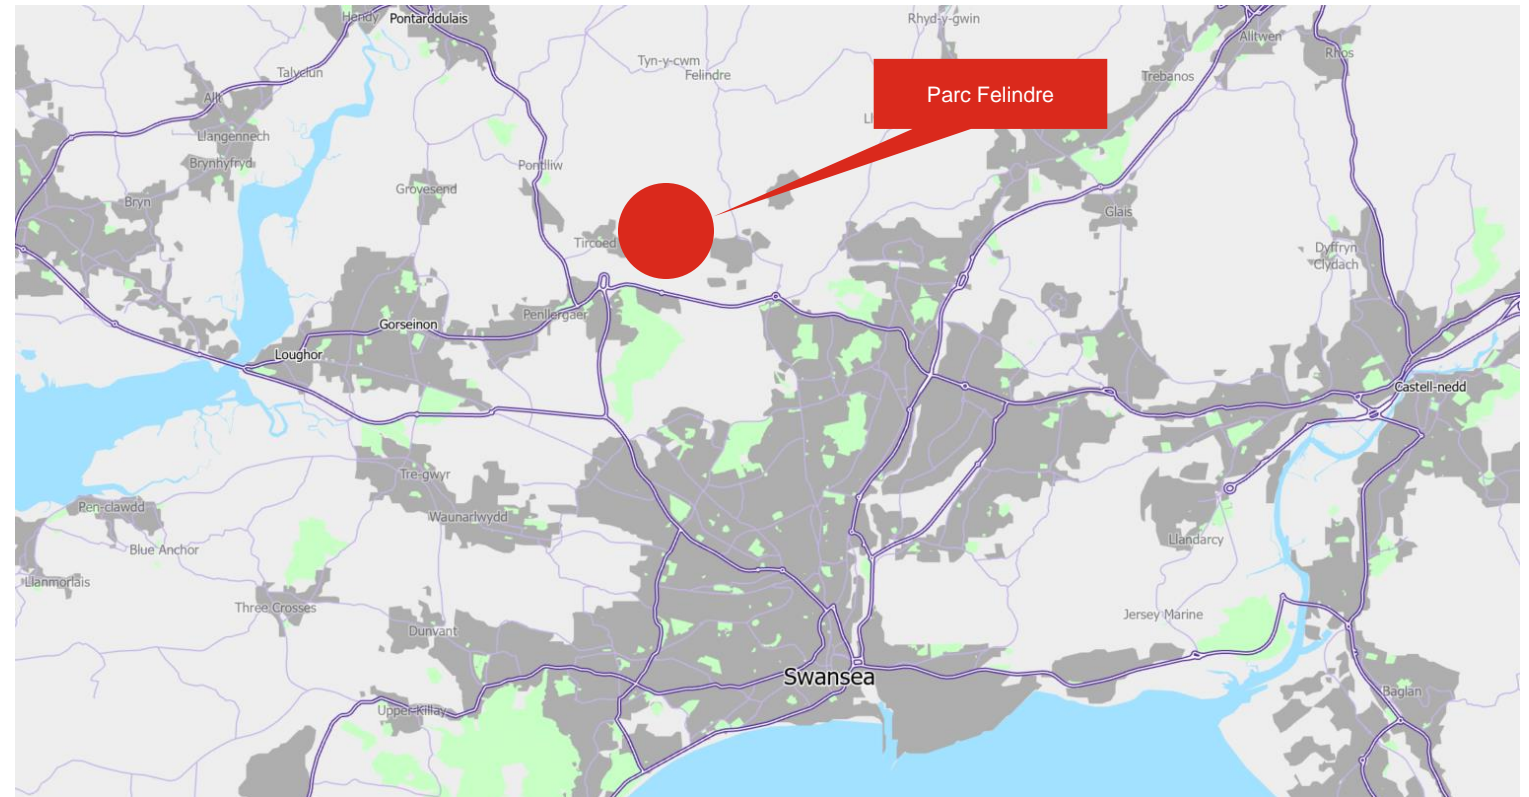 Hendy
Pontarddulais
Rhyd-y-gwin
Alltwen
Rhos
Tyn-y-cwm
Felindre
Talyclun
Trebanos
Parc Felindre
Allt
Llangennech
Brynhyfryd
Pontlliw
Grovesend
Bryn
Glais
Tircoed
Dyffryn
Clydach
Penllergaer
Gorseinon
Loughor
Castell-nedd
Tre-gwyr
Pen-clawdd
Waunarlwydd
Blue Anchor
Llandarcy
Llanmorlais
Three Crosses
Jersey Marine
Dunvant
Swansea
Baglan
Upper Killay